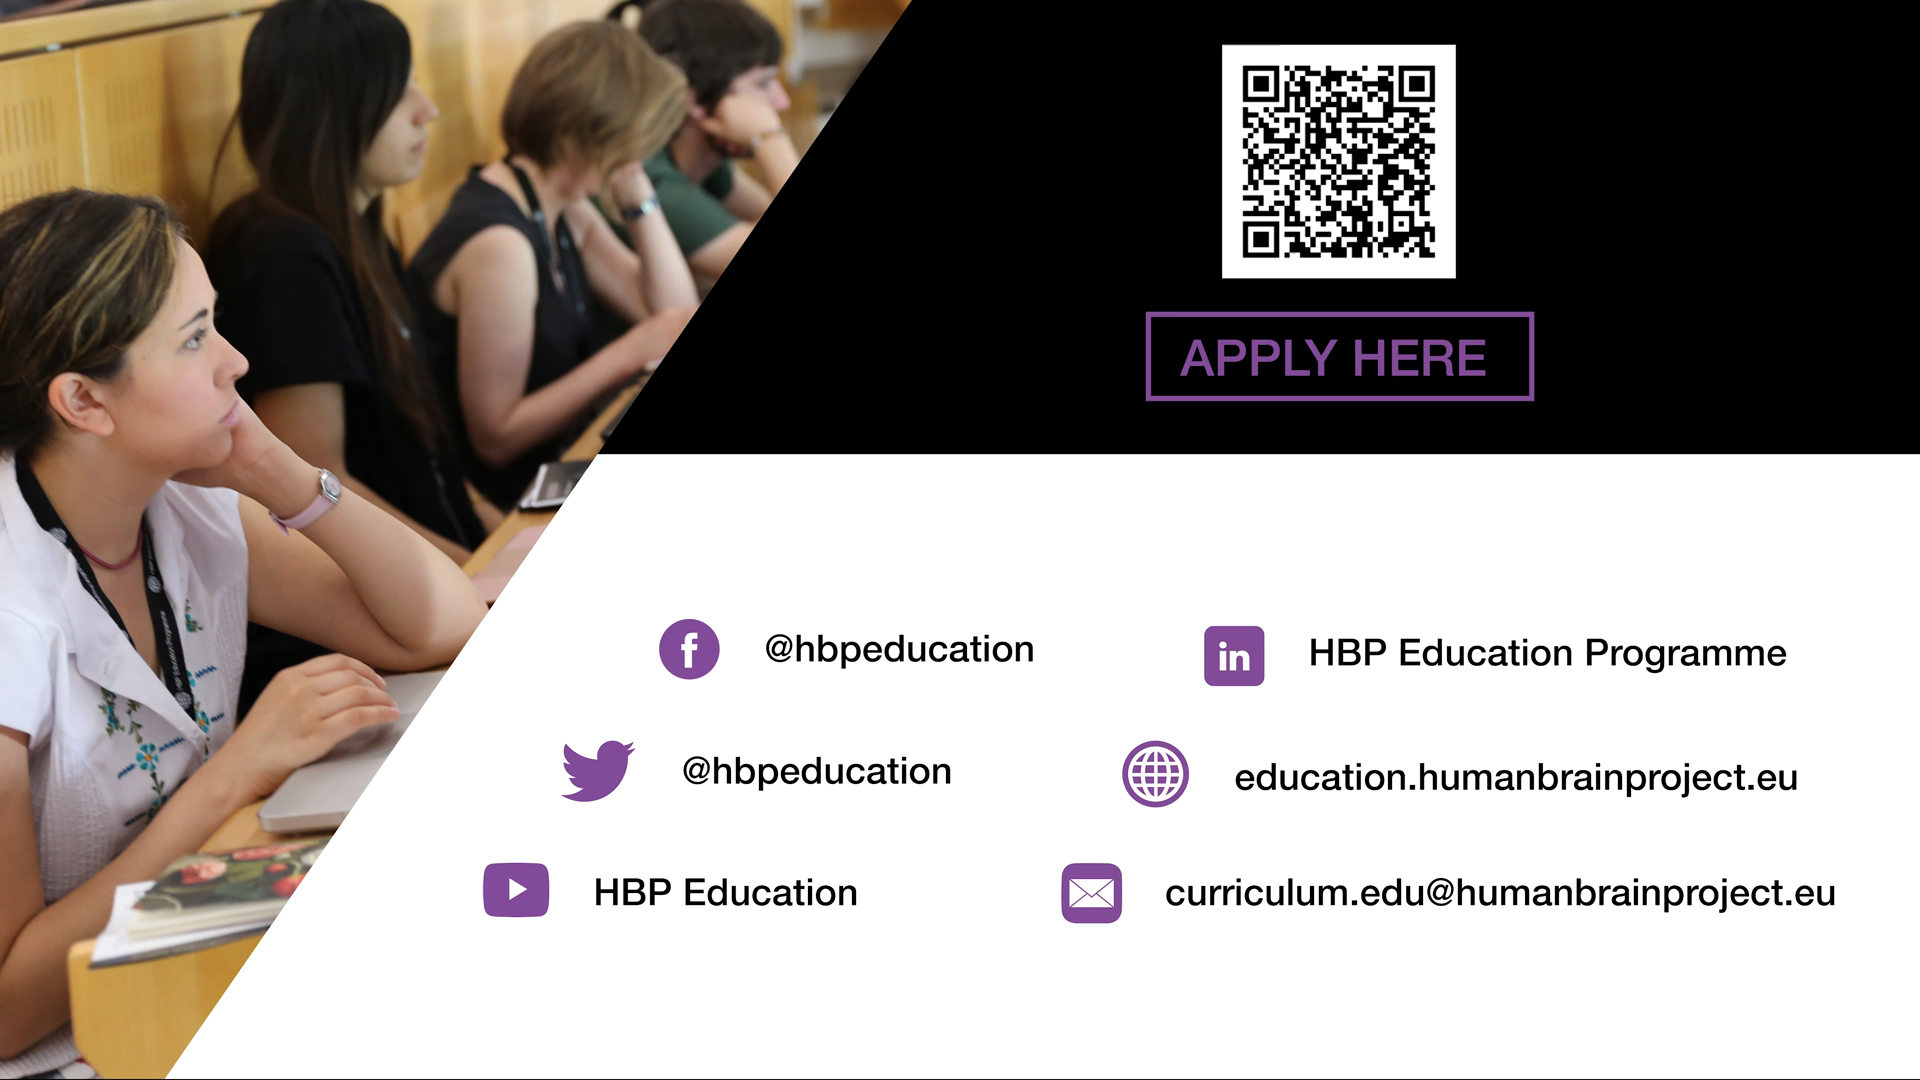 APPLY HERE
@hbpeducation
HBP Education Programme
@hbpeducation
education.humanbrainproject.eu
HBP Education
curriculum.edu@humanbrainproject.eu